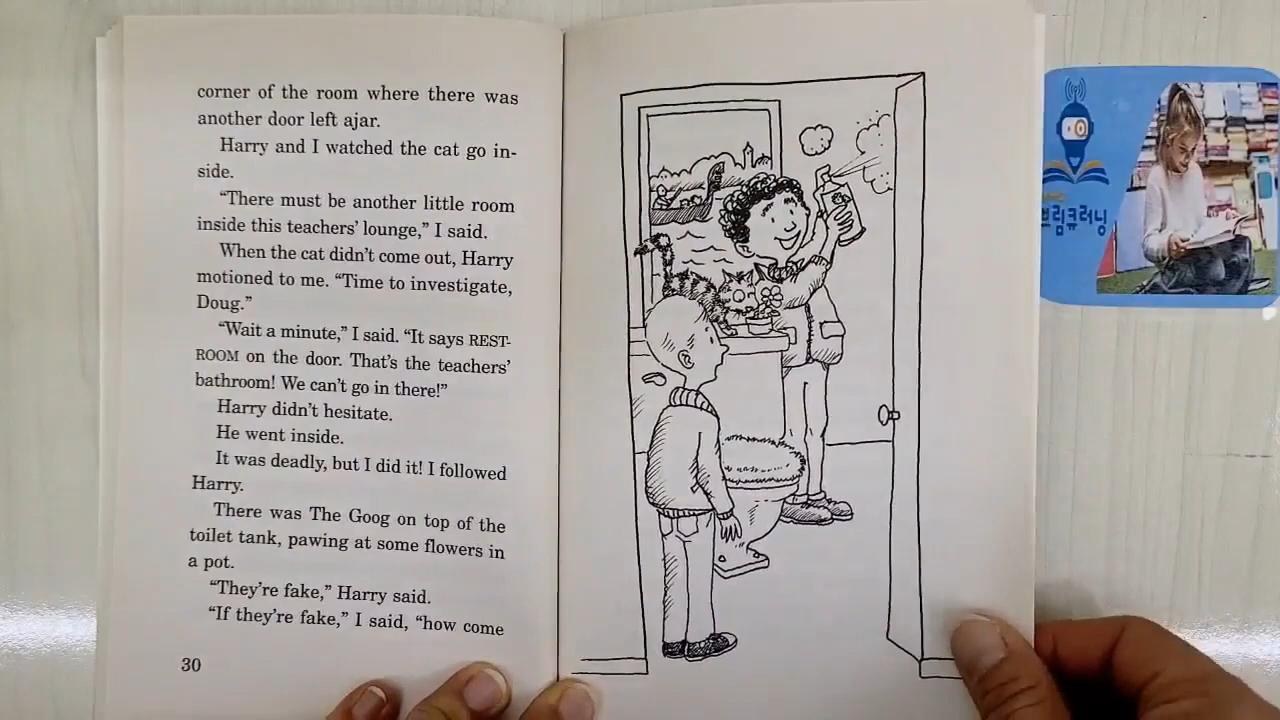 corner of the room where there was
another door left ajar.
Harry and I watched the cat go in-
side.
“There must be another little room
inside this teachers’ lounge,” I said.
When the cat didn’t come out, Harry
motioned to me. “Time to investigate,
Doug.”
“Wait a minute,” I said. “It says REST-
ROOM on the door. That’s the teachers’
bathroom! We can’t go in there!”
Harry didn’t hesitate.
He went inside.
It was deadly, but I did it! I followed
Harry.
There was The Goog on top of the
toilet tank, pawing at some flowers in
a pot.
“They’re fake,” Harry said.
“If they’re fake,” I said, “how come
30